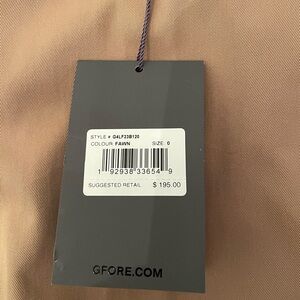 STYLE # G4LF23B120
COLOUR: FAWN SIZE: 0
1 92938 33654 9
SUGGESTED RETAIL $ 195.00
GFORE.COM